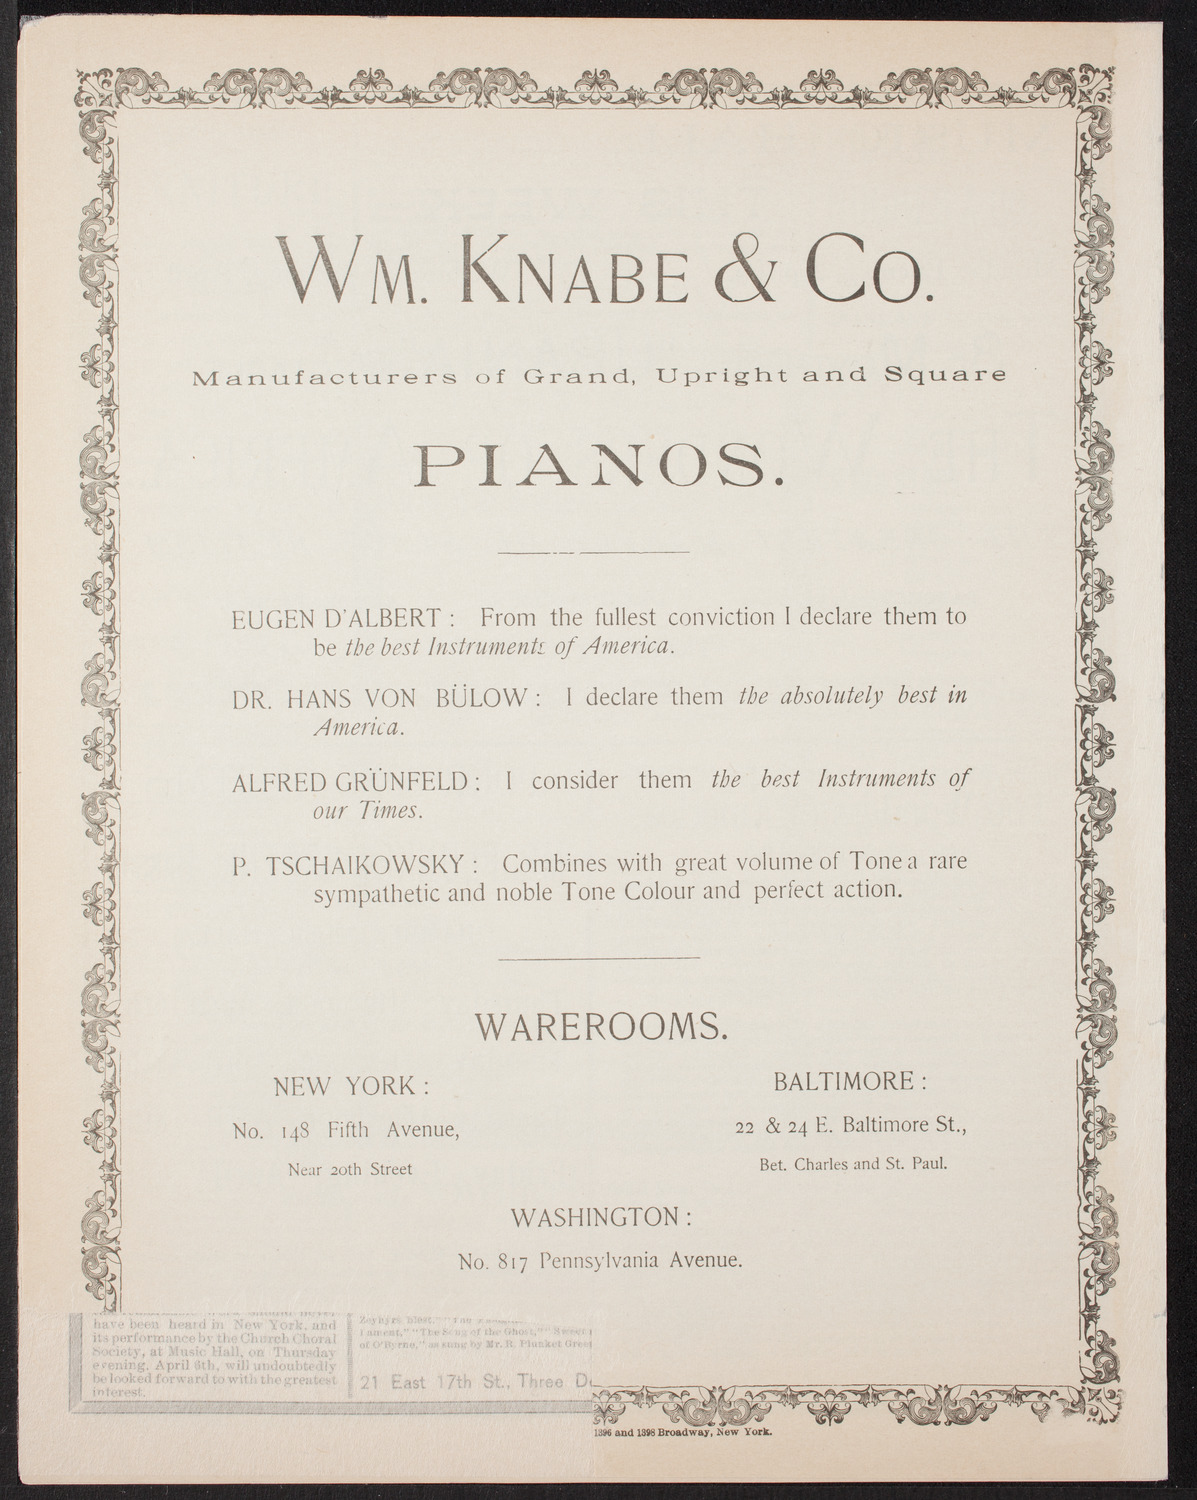 WM. KNABE & CO.
Manufacturers of Grand, Upright and Square
PIANOS.
EUGEN D'ALBERT : From the fullest conviction I declare them to
be the best Instruments of America.
DR. HANS VON BÜLOW : I declare them the absolutely best in
America.
ALFRED GRÜNFELD : I consider them the best Instruments of
our Times.
P. TSCHAIKOWSKY : Combines with great volume of Tone a rare
sympathetic and noble Tone Colour and perfect action.
WAREROOMS.
NEW YORK :
No. 148 Fifth Avenue,
Near 20th Street
BALTIMORE :
22 & 24 E. Baltimore St.,
Bet. Charles and St. Paul.
WASHINGTON :
No. 817 Pennsylvania Avenue.
have been heard in New York, and
its performance by the Church Choral
Society, at Music Hall, on Thursday
evening, April 8th, will undoubtedly
be looked forward to with the greatest
interest.
Lament," "The Song of the Ghost,"
of O'Byrne," as sung by Mr. R. Plunket
21 East 17th St., Three
1396 and 1398 Broadway, New York.